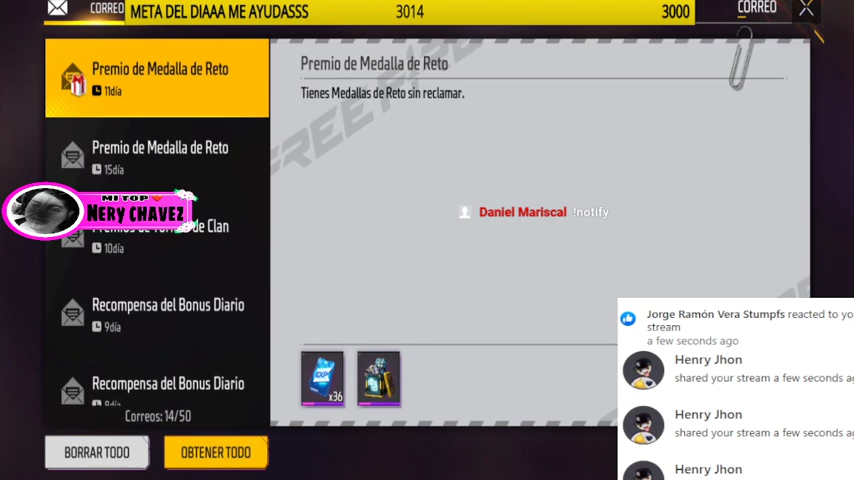 CORREO
META DEL DIAAA ME AYUDASSS 3014 3000
CORREO
Premio de Medalla de Reto
11día
Premio de Medalla de Reto
15día
MI TOP
NERY CHAVEZ
de Clan
10día
Recompensa del Bonus Diario
9día
Recompensa del Bonus Diario
Correos: 14/50
BORRAR TODO
OBTENER TODO
Premio de Medalla de Reto
Tienes Medallas de Reto sin reclamar.
FREE FIRE
Daniel Mariscal !notify
x36
Jorge Ramón Vera Stumpfs reacted to yo
stream
a few seconds ago
Henry Jhon
shared your stream a few seconds ag
Henry Jhon
shared your stream a few seconds ag
Henry Jhon